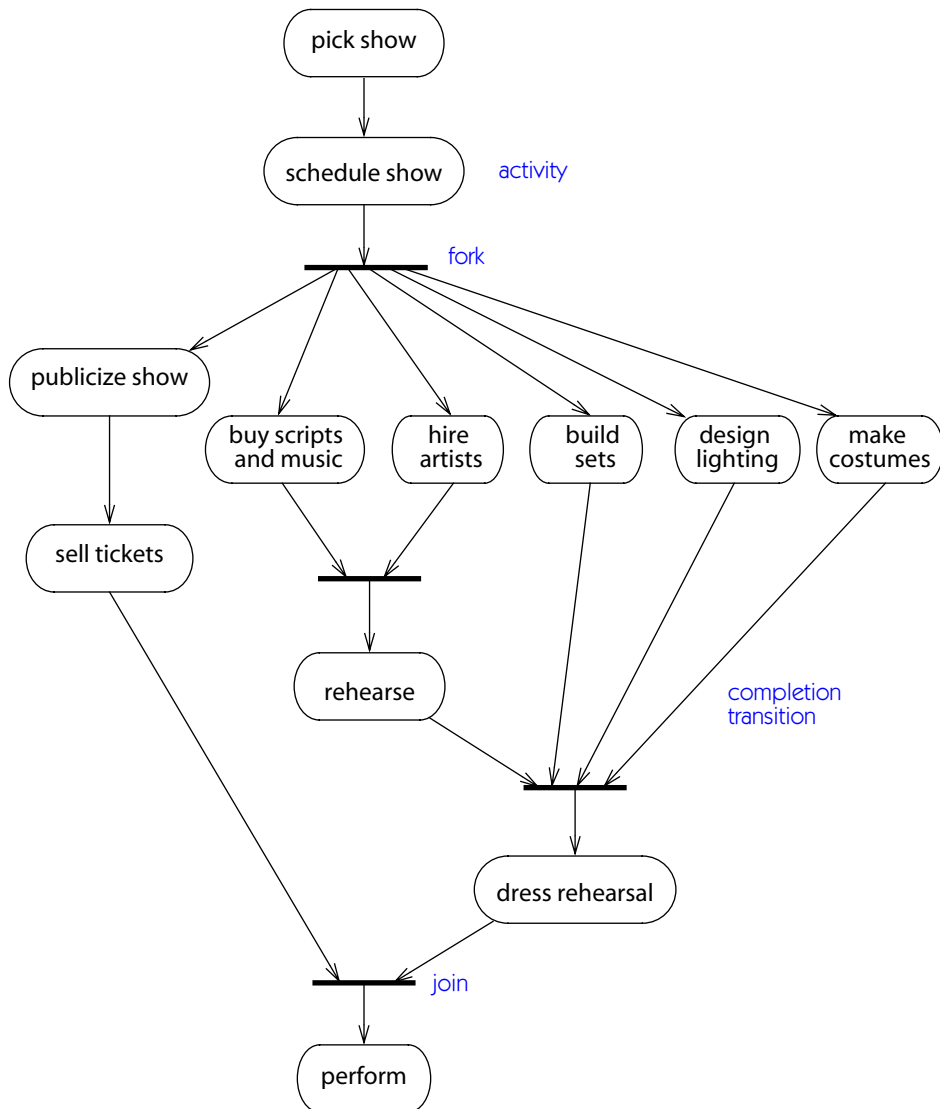 pick show
schedule show
activity
fork
publicize show
buy scripts
and music
hire
artists
build
sets
design
lighting
make
costumes
sell tickets
rehearse
completion
transition
dress rehearsal
join
perform